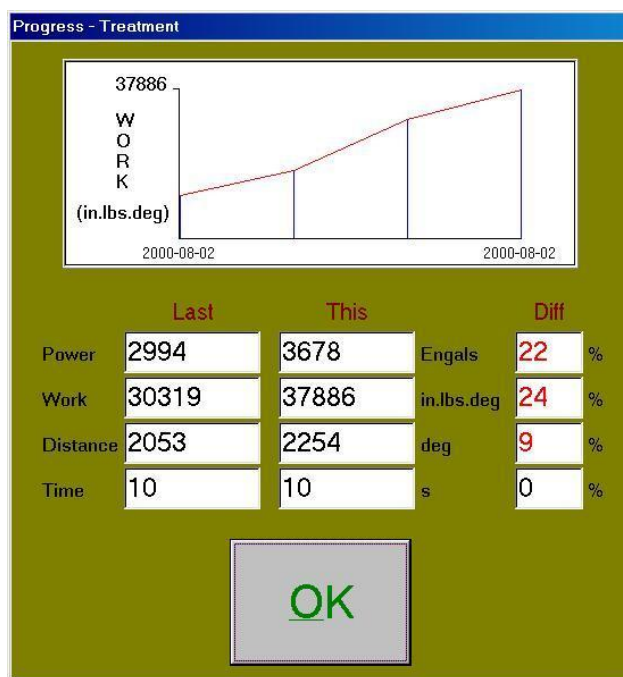 Progress - Treatment
37886
W
O
R
K
(in.lbs.deg)
2000-08-02 2000-08-02
Last This Diff
Power 2994 3678 Engals 22 %
Work 30319 37886 in.lbs.deg 24 %
Distance 2053 2254 deg 9 %
Time 10 10 s 0 %
OK